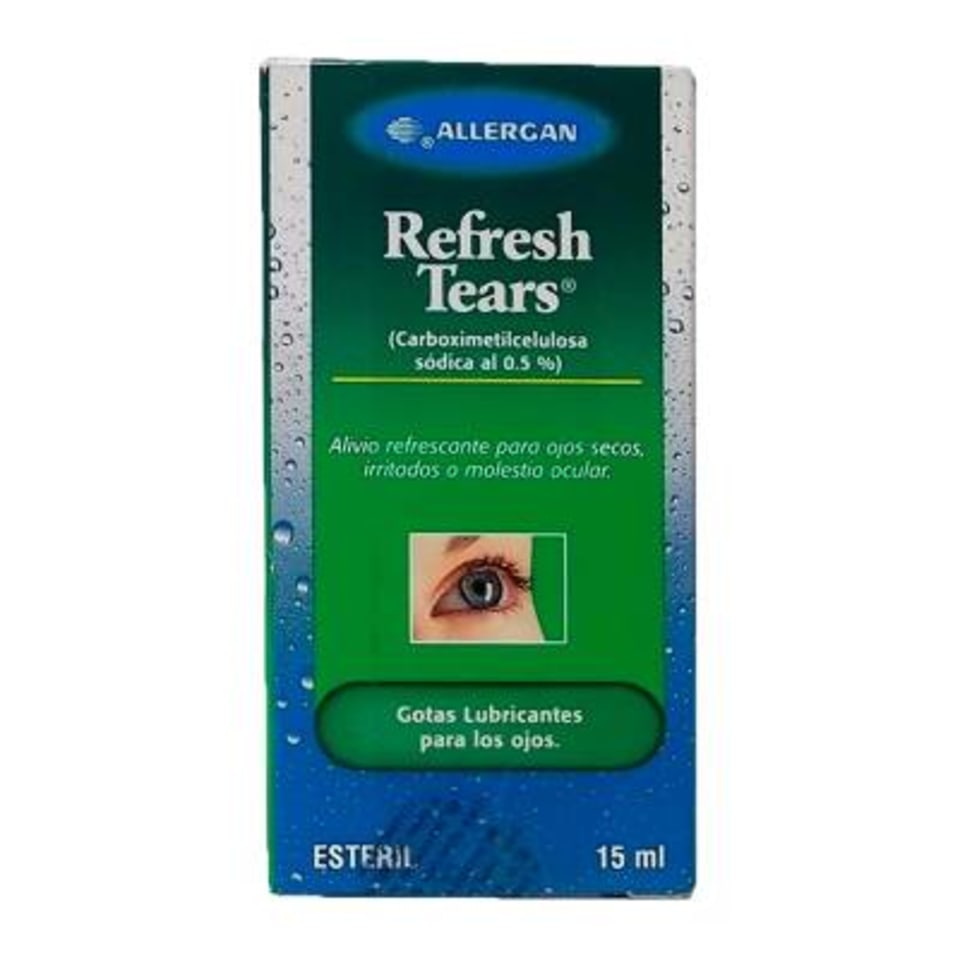 ® ALLERGAN
Refresh
Tears®
(Carboximetilcelulosa
sódica al 0.5 %)
Alivio refrescante para ojos secos,
irritados o molestia ocular.
Gotas Lubricantes
para los ojos.
ESTERIL 15 ml